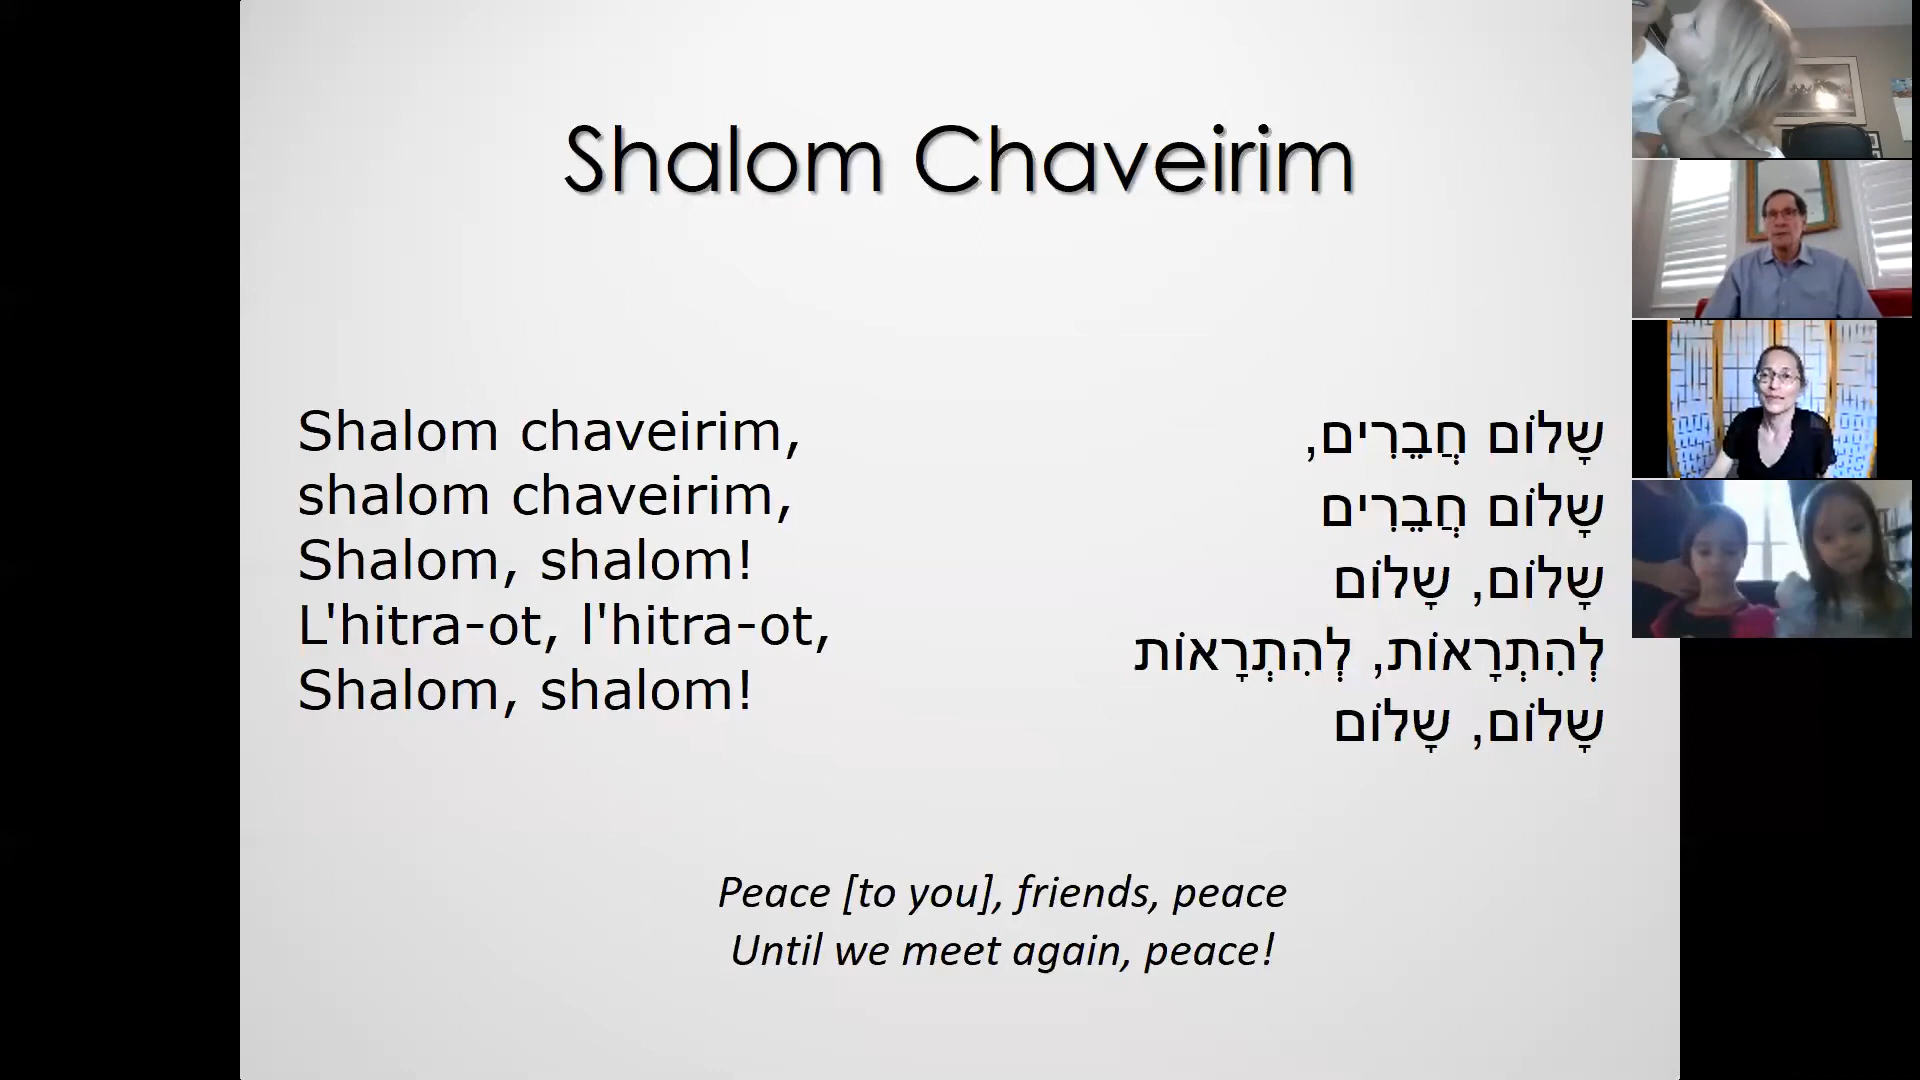 Shalom Chaveirim
Shalom chaveirim,
shalom chaveirim,
Shalom, shalom!
L'hitra-ot, l'hitra-ot,
Shalom, shalom!
שָׁלוֹם חֲבֵרִים,
שָׁלוֹם חֲבֵרִים
שָׁלוֹם, שָׁלוֹם
לְהִתְרָאוֹת, לְהִתְרָאוֹת
שָׁלוֹם, שָׁלוֹם
Peace [to you], friends, peace
Until we meet again, peace!